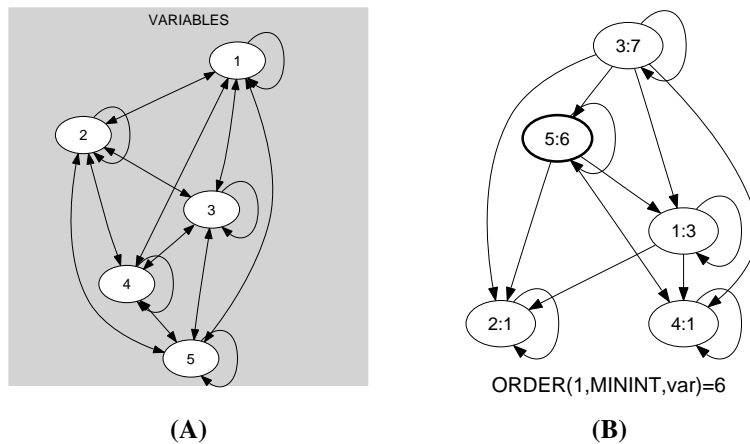 VARIABLES
1
2
3
4
5
3:7
5:6
1:3
2:1
4:1
ORDER(1,MININT,var)=6
(A)
(B)